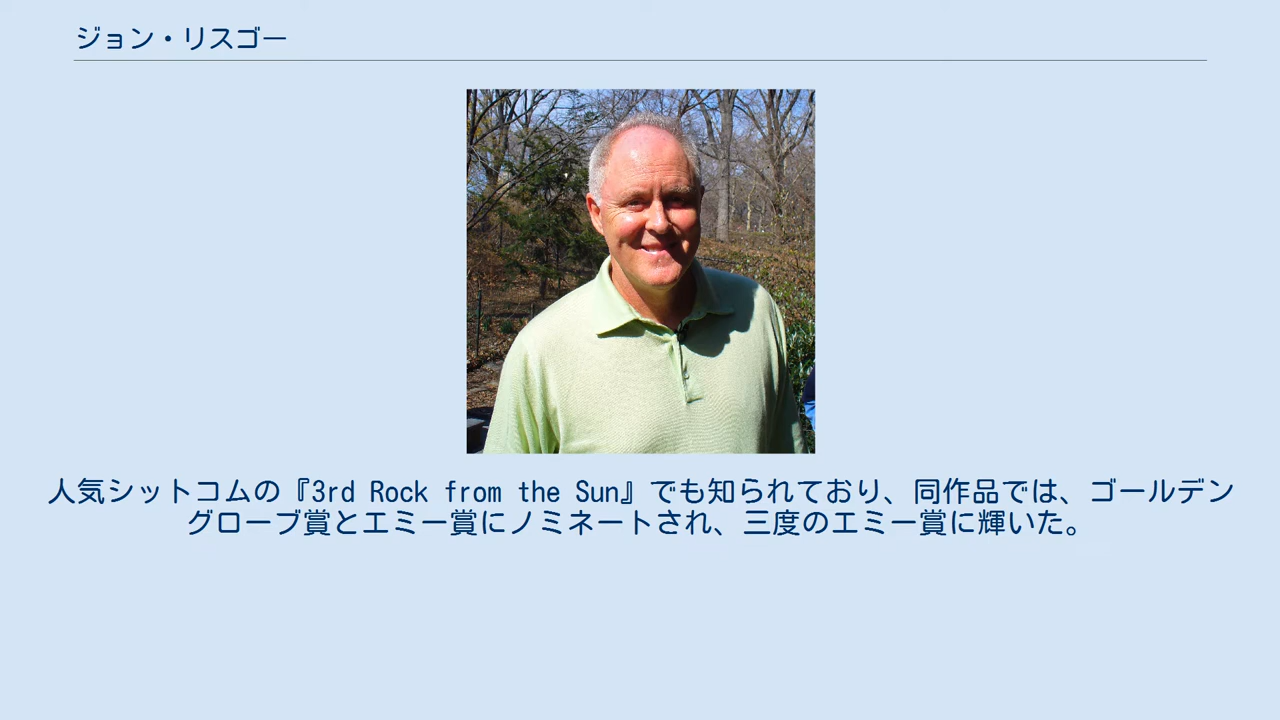 ジョン・リスゴー
人気シットコムの『3rd Rock from the Sun』でも知られており、同作品では、ゴールデン
グローブ賞とエミー賞にノミネートされ、三度のエミー賞に輝いた。